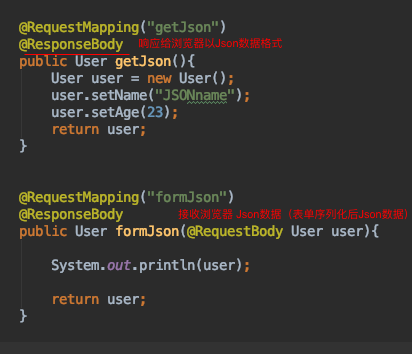 @RequestMapping("getJson")
@ResponseBody 响应给浏览器以Json数据格式
public User getJson(){
User user = new User();
user.setName("JSONname");
user.setAge(23);
return user;
}
@RequestMapping("formJson")
@ResponseBody 接收浏览器 Json数据（表单序列化后Json数据）
public User formJson(@RequestBody User user){
System.out.println(user);
return user;
}